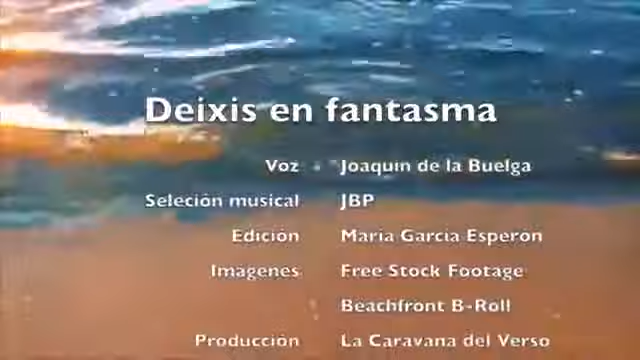 Deixis en fantasma
Voz Joaquín de la Buelga
Seleción musical JBP
Edición María García Esperón
Imágenes Free Stock Footage
Beachfront B-Roll
Producción La Caravana del Verso